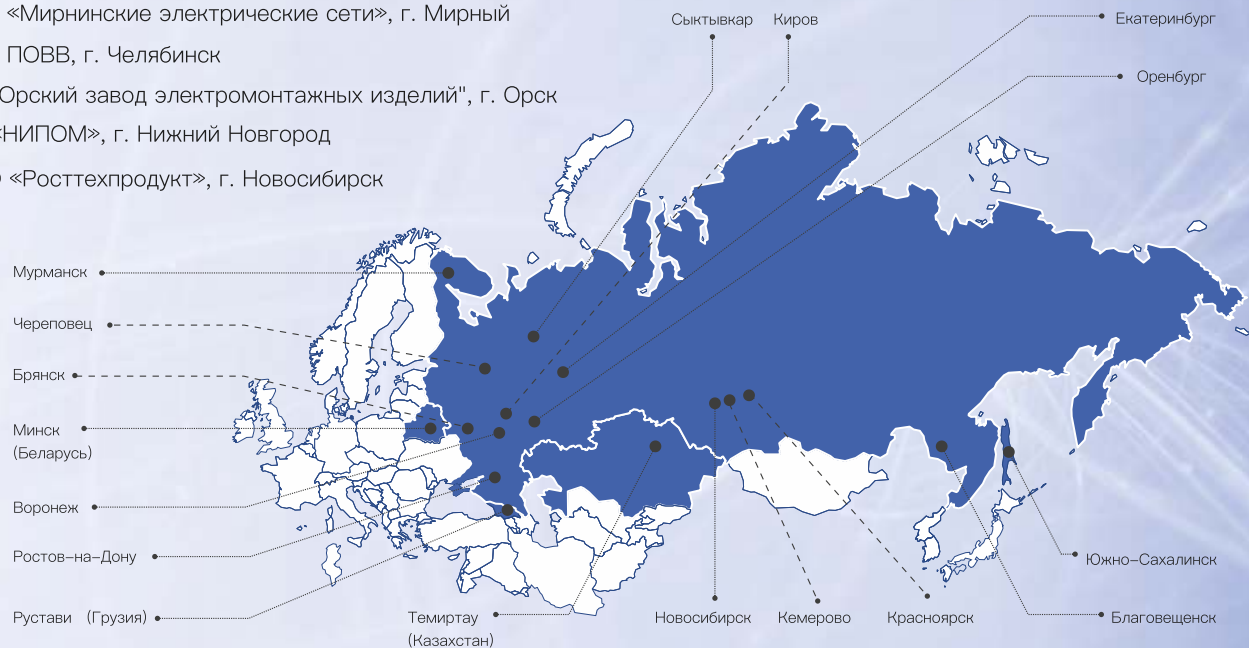 «Мирнинские электрические сети», г. Мирный
ПОВВ, г. Челябинск
Орский завод электромонтажных изделий", г. Орск
«НИПОМ», г. Нижний Новгород
«Росттехпродукт», г. Новосибирск
Сыктывкар
Киров
Екатеринбург
Оренбург
Мурманск
Череповец
Брянск
Минск
(Беларусь)
Воронеж
Ростов-на-Дону
Рустави (Грузия)
Темиртау
(Казахстан)
Новосибирск
Кемерово
Красноярск
Южно-Сахалинск
Благовещенск